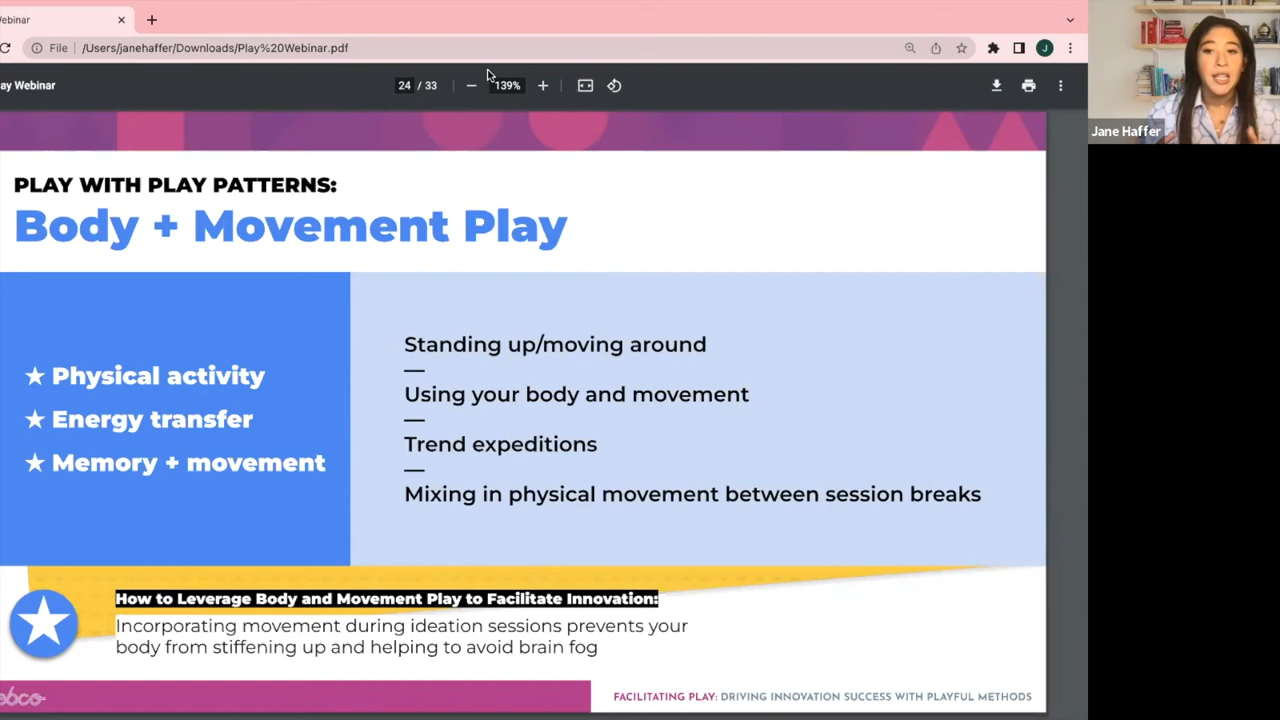 ebinar
File
/Users/janehaffer/Downloads/Play%20Webinar.pdf
J
ay Webinar
24 / 33
139%
Jane Haffer
PLAY WITH PLAY PATTERNS:
Body + Movement Play
★ Physical activity
★ Energy transfer
★ Memory + movement
Standing up/moving around
—
Using your body and movement
—
Trend expeditions
—
Mixing in physical movement between session breaks
How to Leverage Body and Movement Play to Facilitate Innovation:
Incorporating movement during ideation sessions prevents your
body from stiffening up and helping to avoid brain fog
ebco
FACILITATING PLAY: DRIVING INNOVATION SUCCESS WITH PLAYFUL METHODS